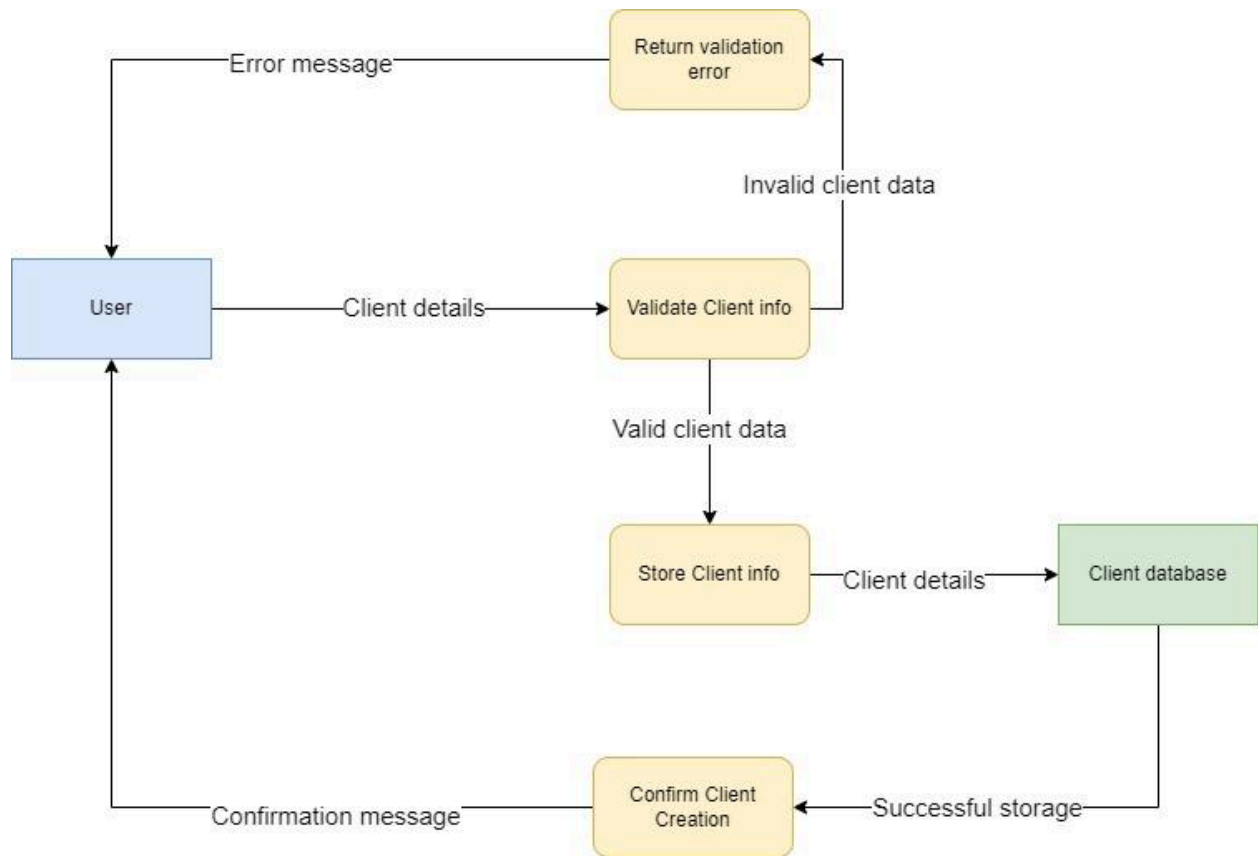 Return validation
error
Error message
Invalid client data
User
Client details
Validate Client info
Valid client data
Store Client info
Client details
Client database
Confirm Client
Creation
Successful storage
Confirmation message